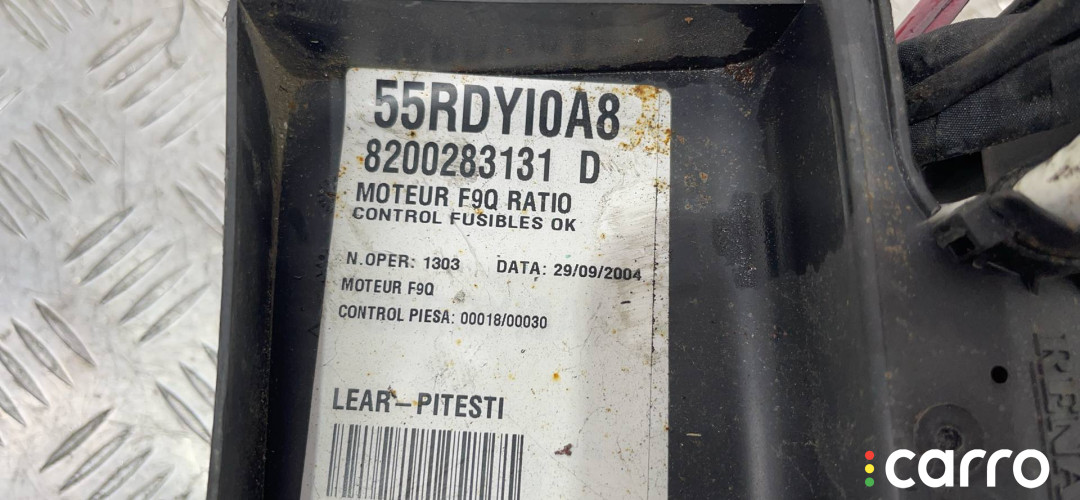 55RDYI0A8
8200283131 D
MOTEUR F9Q RATIO
CONTROL FUSIBLES OK
N.OPER: 1303 DATA: 29/09/2004
MOTEUR F9Q
CONTROL PIESA: 00018/00030
LEAR-PITESTI
carro